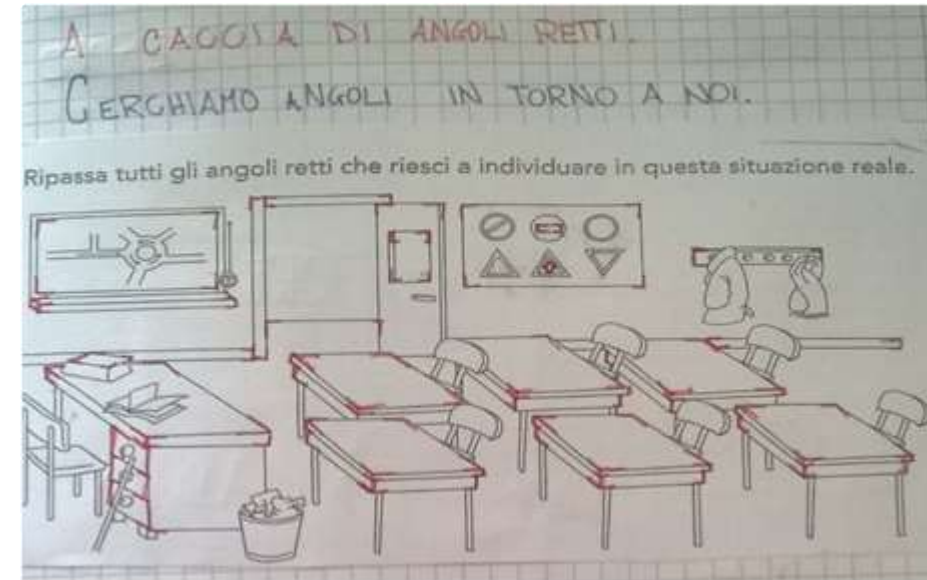 A CACCIA DI ANGOLI RETTI.
CERCHIAMO ANGOLI IN TORNO A NOI.
Ripassa tutti gli angoli retti che riesci a individuare in questa situazione reale.